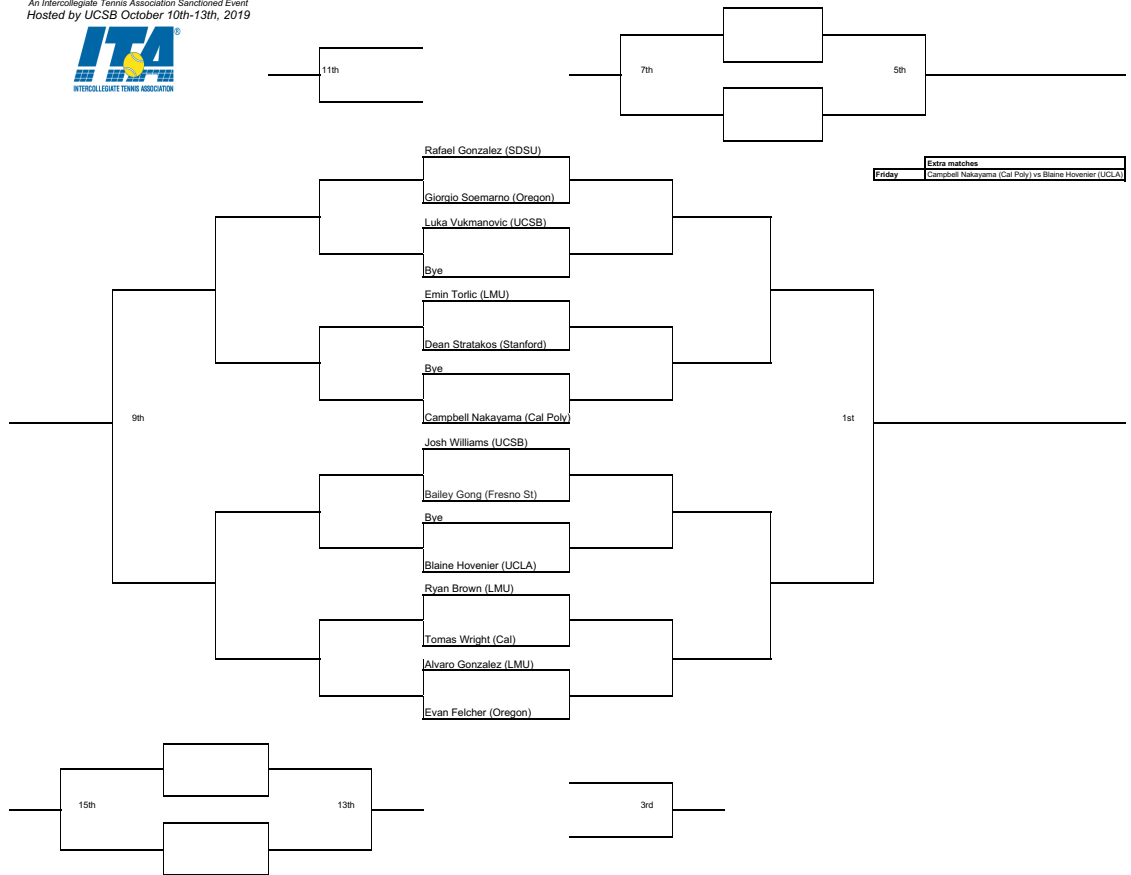 An Intercollegiate Tennis Association Sanctioned Event
Hosted by UCSB October 10th-13th, 2019
ITA®
INTERCOLLEGIATE TENNIS ASSOCIATION
11th
7th
5th
Extra matches
Friday Campbell Nakayama (Cal Poly) vs Blaine Hovenier (UCLA)
Rafael Gonzalez (SDSU)
Giorgio Soemarno (Oregon)
Luka Vukmanovic (UCSB)
Bye
Emin Torlic (LMU)
Dean Stratakos (Stanford)
Bye
Campbell Nakayama (Cal Poly)
9th
1st
Josh Williams (UCSB)
Bailey Gong (Fresno St)
Bye
Blaine Hovenier (UCLA)
Ryan Brown (LMU)
Tomas Wright (Cal)
Alvaro Gonzalez (LMU)
Evan Felcher (Oregon)
15th
13th
3rd